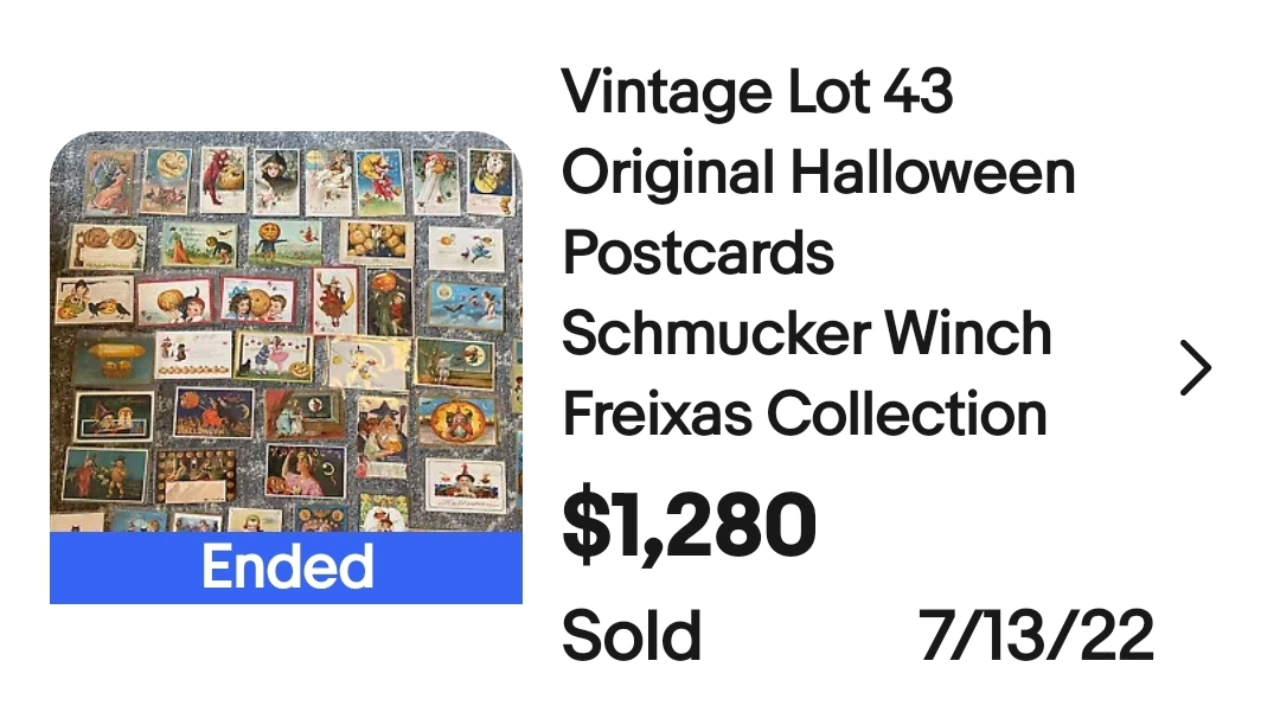 Vintage Lot 43
Original Halloween
Postcards
Schmucker Winch
Freixas Collection
$1,280
Sold 7/13/22
Ended